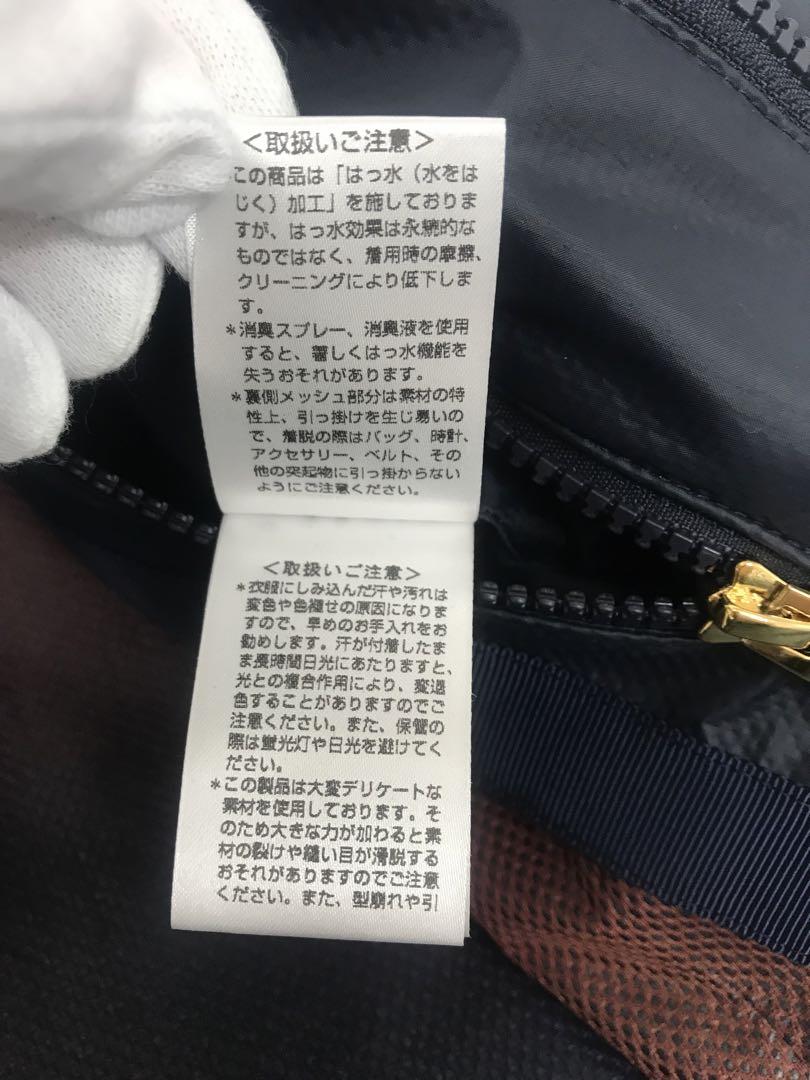 ＜取扱いご注意＞
この商品は「はっ水（水をは
じく）加工」を施しておりま
すが、はっ水効果は永続的な
ものではなく、着用時の摩擦、
クリーニングにより低下しま
す。
＊消臭スプレー、消臭液を使用
すると、著しくはっ水機能を
失うおそれがあります。
＊裏側メッシュ部分は素材の特
性上、引っ掛けを生じ易いの
で、着脱の際はバッグ、時計、
アクセサリー、ベルト、その
他の突起物に引っ掛からない
ようにご注意ください。
＜取扱いご注意＞
＊衣服にしみ込んだ汗や汚れは
変色や色褪せの原因になりま
すので、早めのお手入れをお
勧めします。汗が付着したま
ま長時間日光にあたりますと、
光との複合作用により、変退
色することがありますのでご
注意ください。また、保管の
際は蛍光灯や日光を避けてく
ださい。
＊この製品は大変デリケートな
素材を使用しております。そ
のため大きな力が加わると素
材の裂けや縫い目が滑脱する
おそれがありますのでご注意
ください。また、型崩れや引